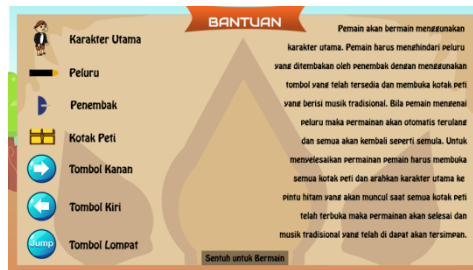 BANTUAN
Karakter Utama
Peluru
Penembak
Kotak Peti
Tombol Kanan
Tombol Kiri
Jump
Tombol Lompat
Pemain akan bermain menggunakan
karakter utama. Pemain harus menghindari peluru
yang ditembakan oleh penembak dengan menggunakan
tombol yang telah tersedia dan membuka kotak peti
yang berisi musik tradisional. Bila pemain mengenai
peluru maka permainan akan otomatis terulang
dan semua akan kembali seperti semula. Untuk
menyelesaikan permainan pemain harus membuka
semua kotak peti dan arahkan karakter utama ke
pintu hitam yang akan muncul saat semua kotak peti
telah terbuka maka permainan akan selesai dan
musik tradisional yang telah di dapat akan tersimpan.
Sentuh untuk Bermain